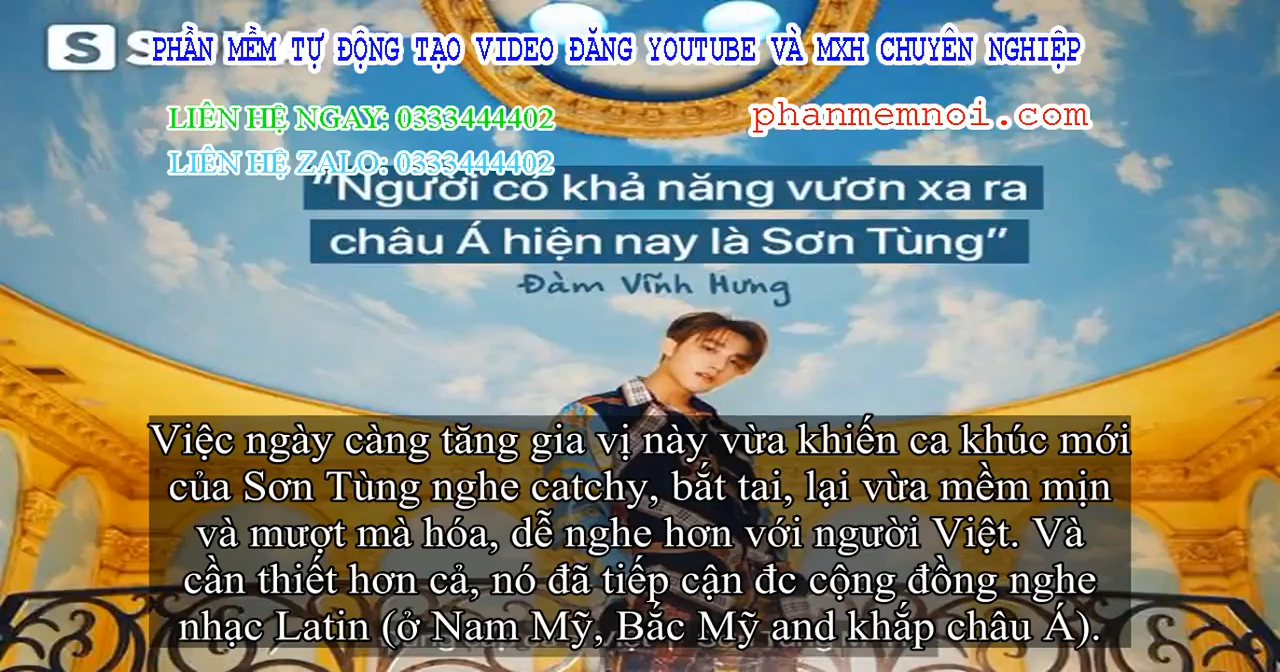 S S
PHẦN MỀM TỰ ĐỘNG TẠO VIDEO ĐĂNG YOUTUBE VÀ MXH CHUYÊN NGHIỆP
LIÊN HỆ NGAY: 0333444402
phanmemnoi.com
LIÊN HỆ ZALO: 0333444402
"Người có khả năng vươn xa ra
châu Á hiện nay là Sơn Tùng"
Đàm Vĩnh Hưng
Việc ngày càng tăng gia vị này vừa khiến ca khúc mới
của Sơn Tùng nghe catchy, bắt tai, lại vừa mềm mịn
và mượt mà hóa, dễ nghe hơn với người Việt. Và
cần thiết hơn cả, nó đã tiếp cận đc cộng đồng nghe
nhạc Latin (ở Nam Mỹ, Bắc Mỹ and khắp châu Á).